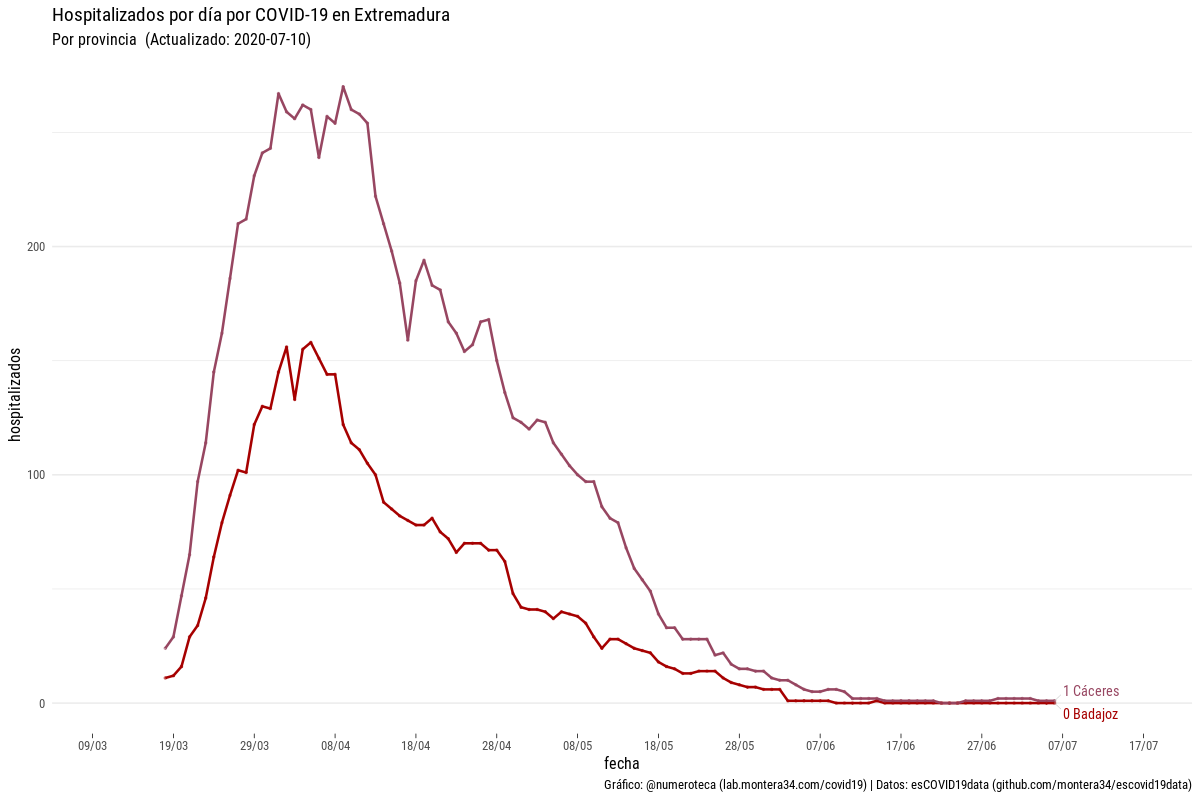 Hospitalizados por día por COVID-19 en Extremadura
Por provincia  (Actualizado: 2020-07-10)
hospitalizados
200
100
0
1 Cáceres
0 Badajoz
09/03 19/03 29/03 08/04 18/04 28/04 08/05 18/05 28/05 07/06 17/06 27/06 07/07 17/07
fecha
Gráfico: @numeroteca (lab.montera34.com/covid19) | Datos: esCOVID19data (github.com/montera34/escovid19data)